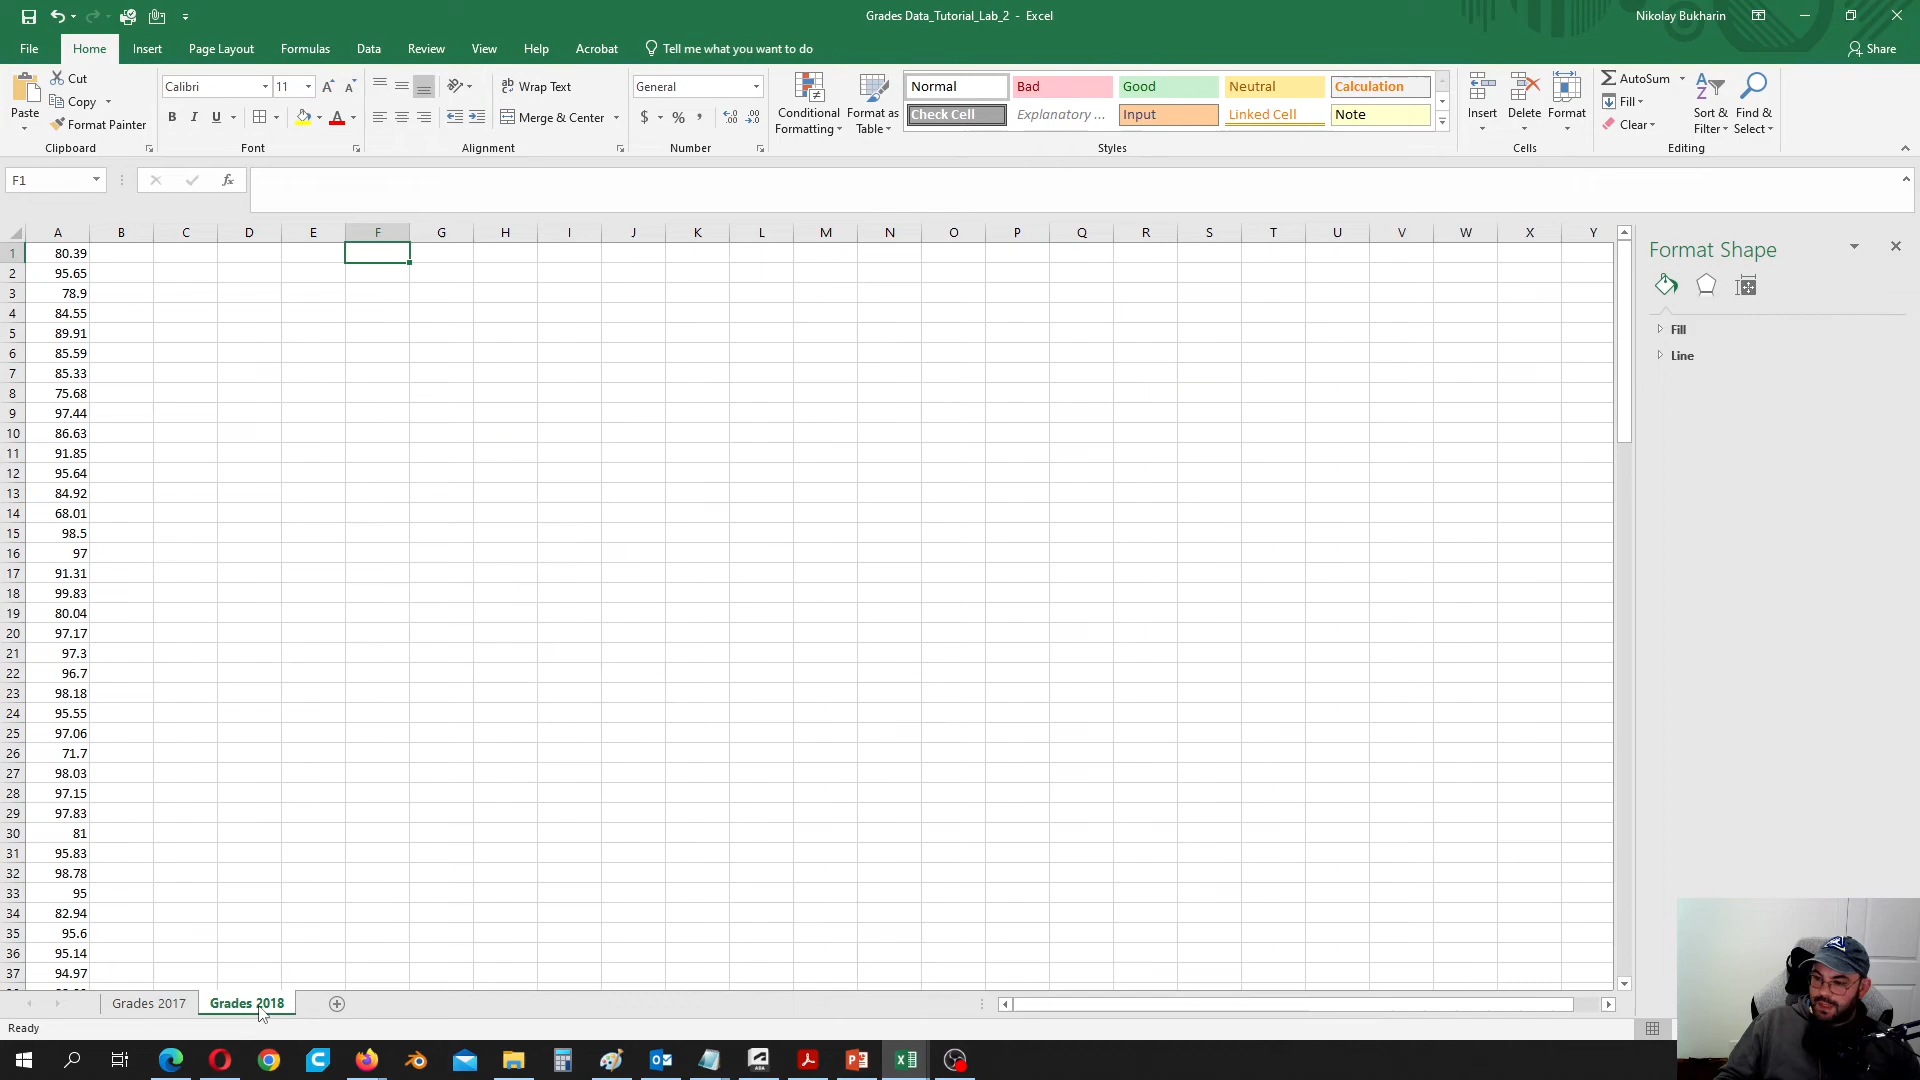 Grades Data_Tutorial_Lab_2 - Excel
Nikolay Bukharin
File Home Insert Page Layout Formulas Data Review View Help Acrobat Tell me what you want to do Share
Paste
Cut
Copy
Format Painter
Clipboard
Calibri 11
B I U
Font
Wrap Text
Merge & Center
Alignment
General
$ % ,
Number
Conditional Formatting
Format as Table
Normal Bad Good Neutral Calculation
Check Cell Explanatory ... Input Linked Cell Note
Styles
Insert Delete Format
Cells
AutoSum
Fill
Clear
Sort & Filter
Find & Select
Editing
F1 fx
A B C D E F G H I J K L M N O P Q R S T U V W X Y
1 80.39
2 95.65
3 78.9
4 84.55
5 89.91
6 85.59
7 85.33
8 75.68
9 97.44
10 86.63
11 91.85
12 95.64
13 84.92
14 68.01
15 98.5
16 97
17 91.31
18 99.83
19 80.04
20 97.17
21 97.3
22 96.7
23 98.18
24 95.55
25 97.06
26 71.7
27 98.03
28 97.15
29 97.83
30 81
31 95.83
32 98.78
33 95
34 82.94
35 95.6
36 95.14
37 94.97
Format Shape
Fill
Line
Grades 2017 Grades 2018
Ready